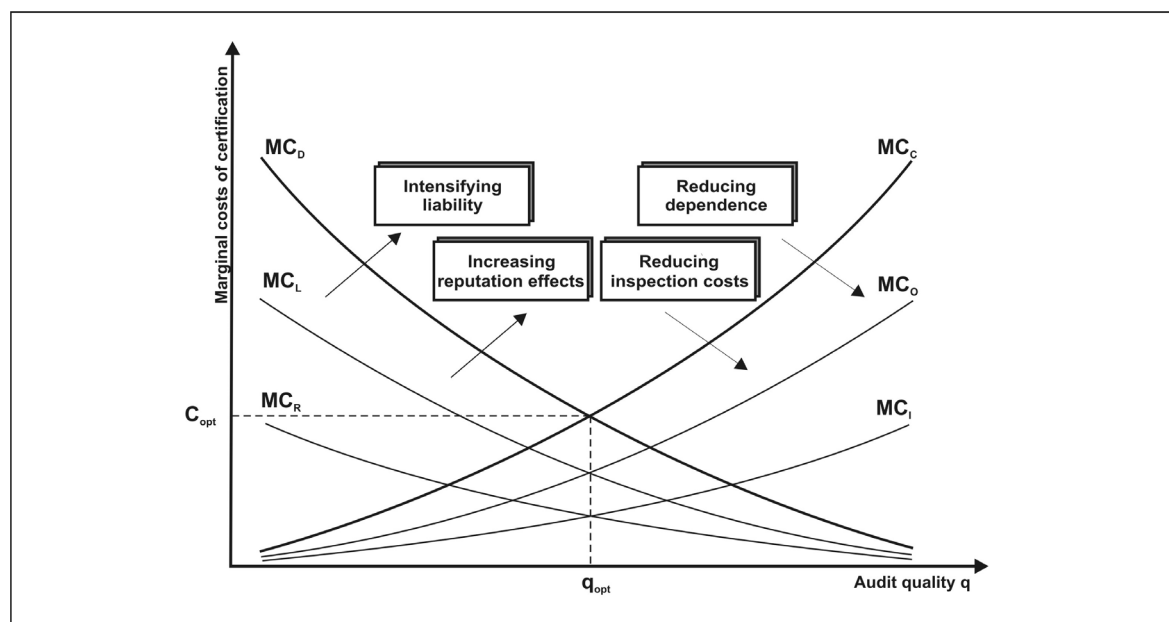 Marginal costs of certification
MC_D
MC_C
Intensifying
liability
Reducing
dependence
Increasing
reputation effects
Reducing
inspection costs
MC_L
MC_O
MC_R
MC_I
C_opt
q_opt
Audit quality q